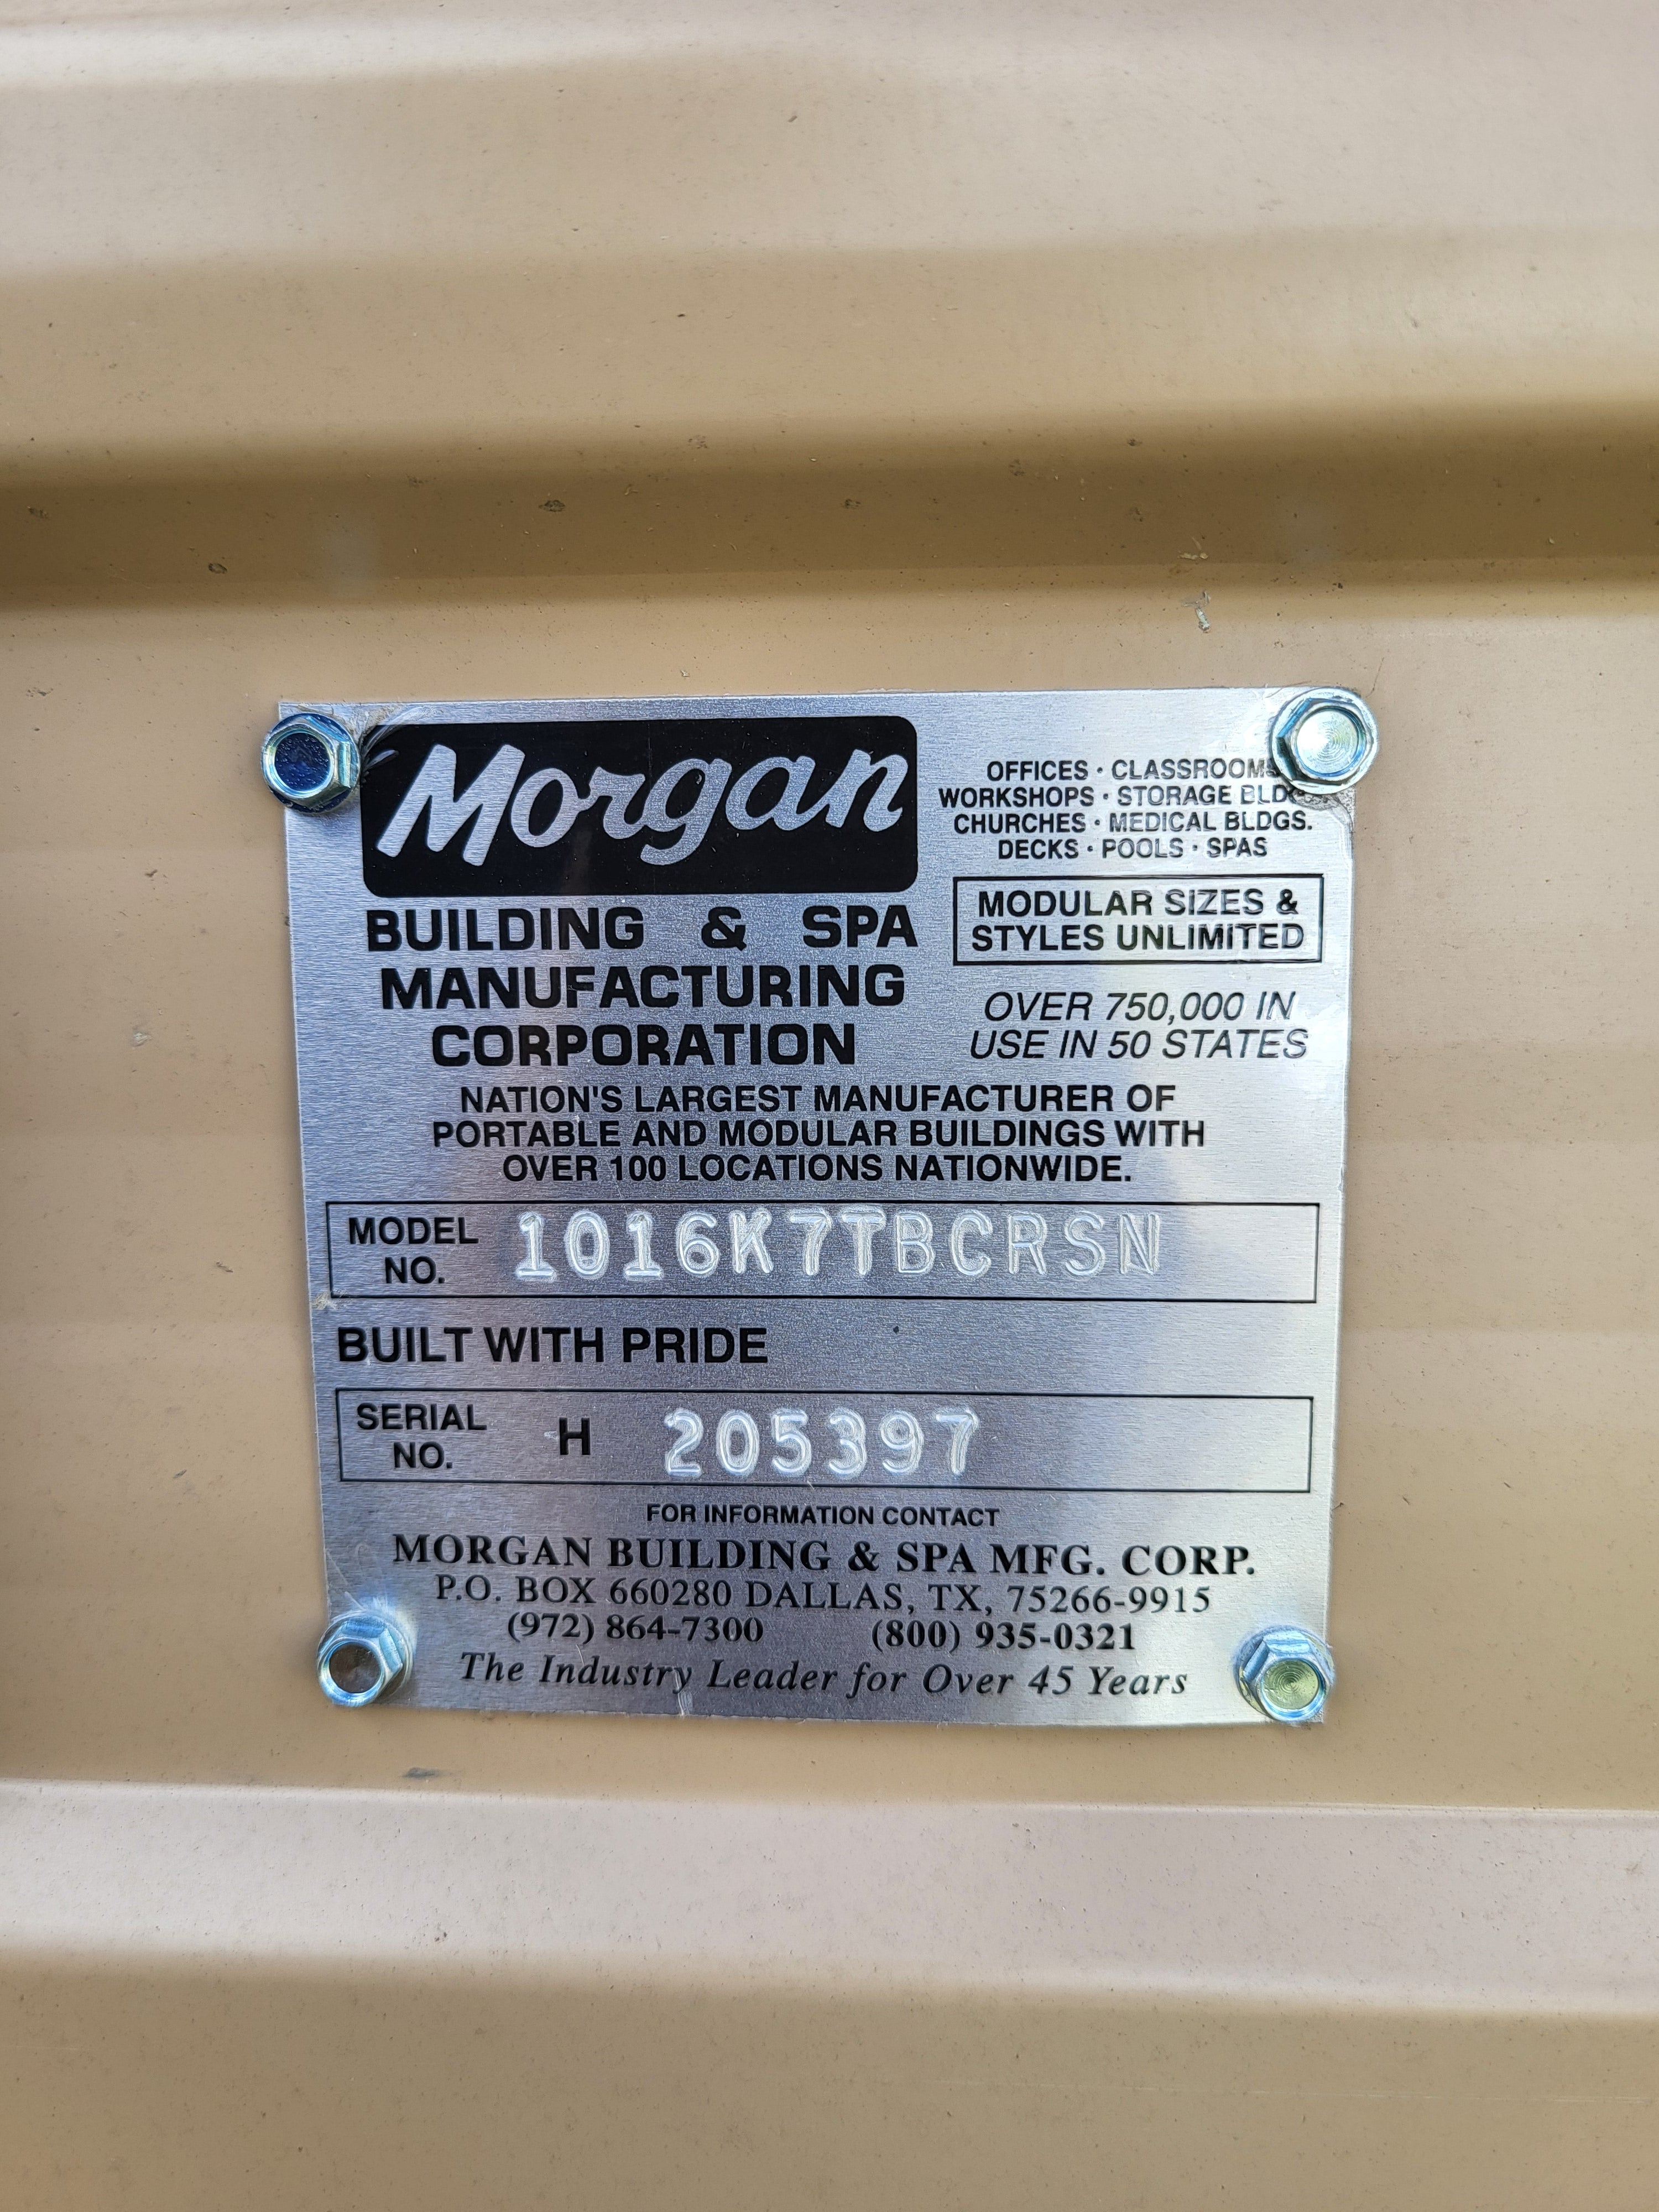 Morgan
BUILDING & SPA
MANUFACTURING
CORPORATION
OFFICES · CLASSROOMS
WORKSHOPS · STORAGE BLDGS.
CHURCHES · MEDICAL BLDGS.
DECKS · POOLS · SPAS
MODULAR SIZES &
STYLES UNLIMITED
OVER 750,000 IN
USE IN 50 STATES
NATION'S LARGEST MANUFACTURER OF
PORTABLE AND MODULAR BUILDINGS WITH
OVER 100 LOCATIONS NATIONWIDE.
MODEL NO. 1016K7TBCRSN
BUILT WITH PRIDE
SERIAL NO. H 205397
FOR INFORMATION CONTACT
MORGAN BUILDING & SPA MFG. CORP.
P.O. BOX 660280 DALLAS, TX, 75266-9915
(972) 864-7300 (800) 935-0321
The Industry Leader for Over 45 Years